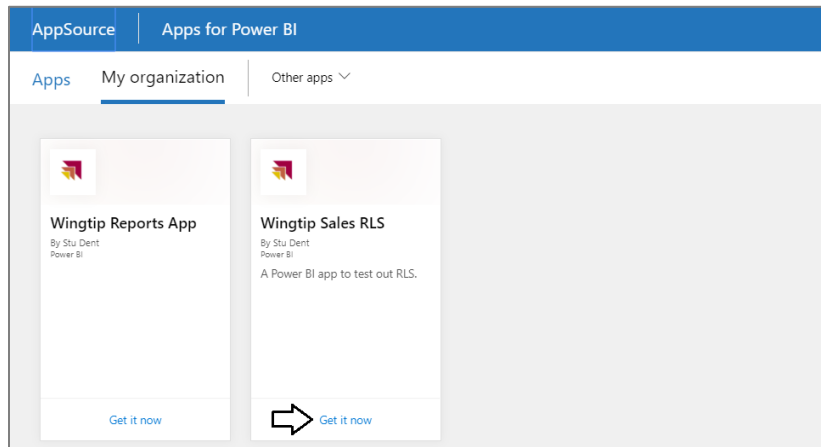 AppSource Apps for Power BI
Apps My organization Other apps
Wingtip Reports App
By Stu Dent
Power BI
Get it now
Wingtip Sales RLS
By Stu Dent
Power BI
A Power BI app to test out RLS.
Get it now